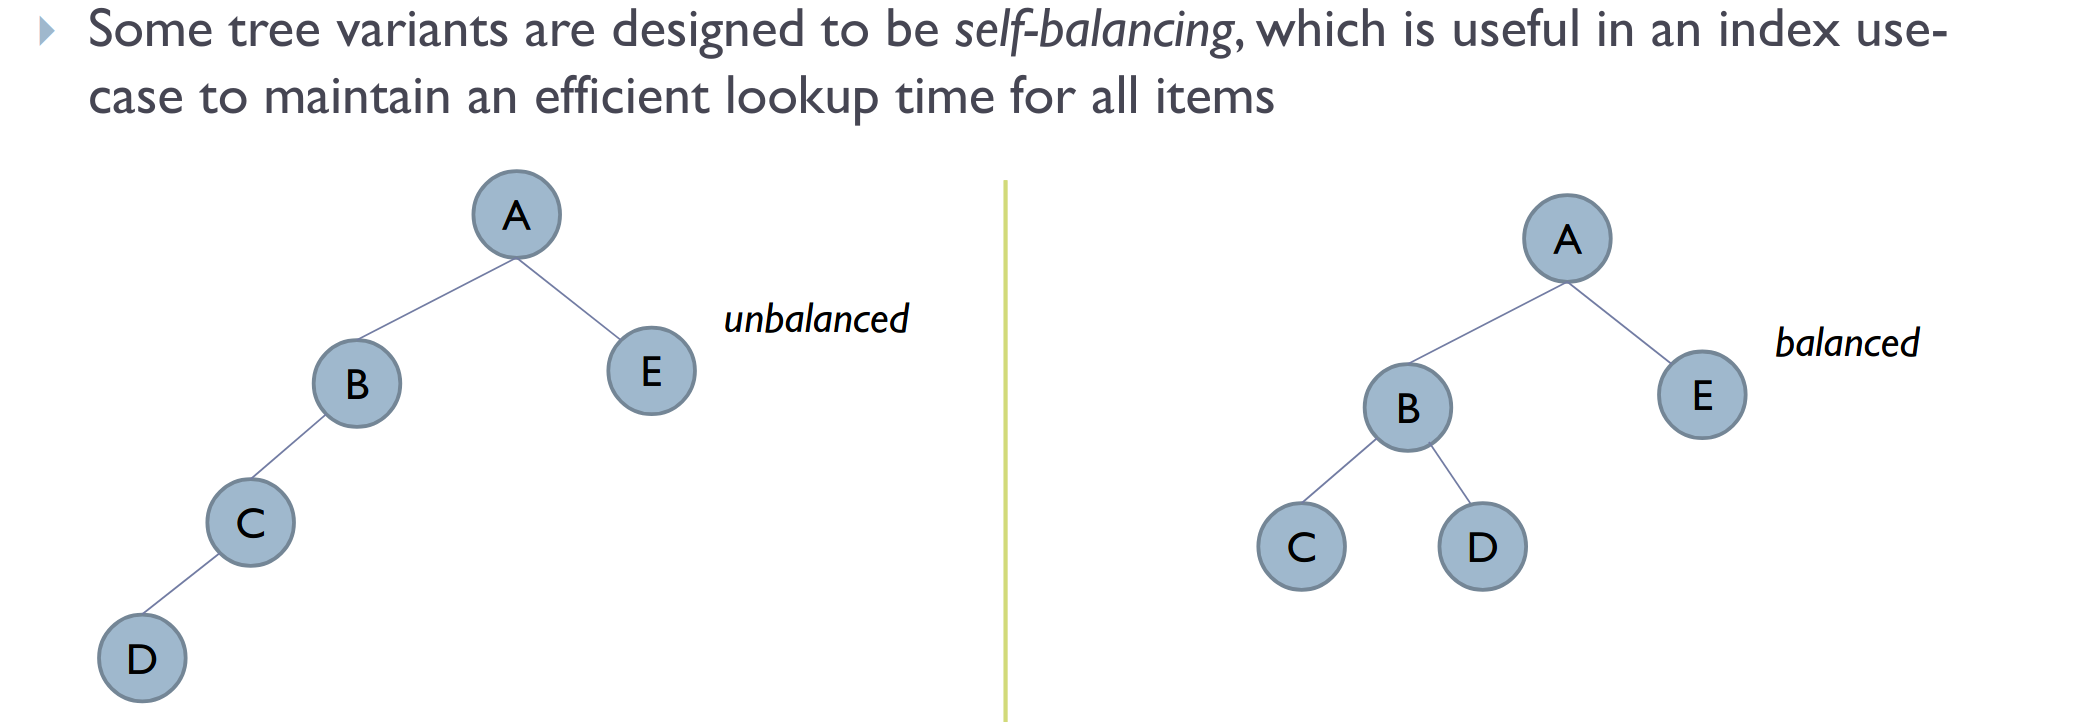 Some tree variants are designed to be self-balancing, which is useful in an index use-
case to maintain an efficient lookup time for all items
A
B
E
unbalanced
C
D
A
B
E
balanced
C
D